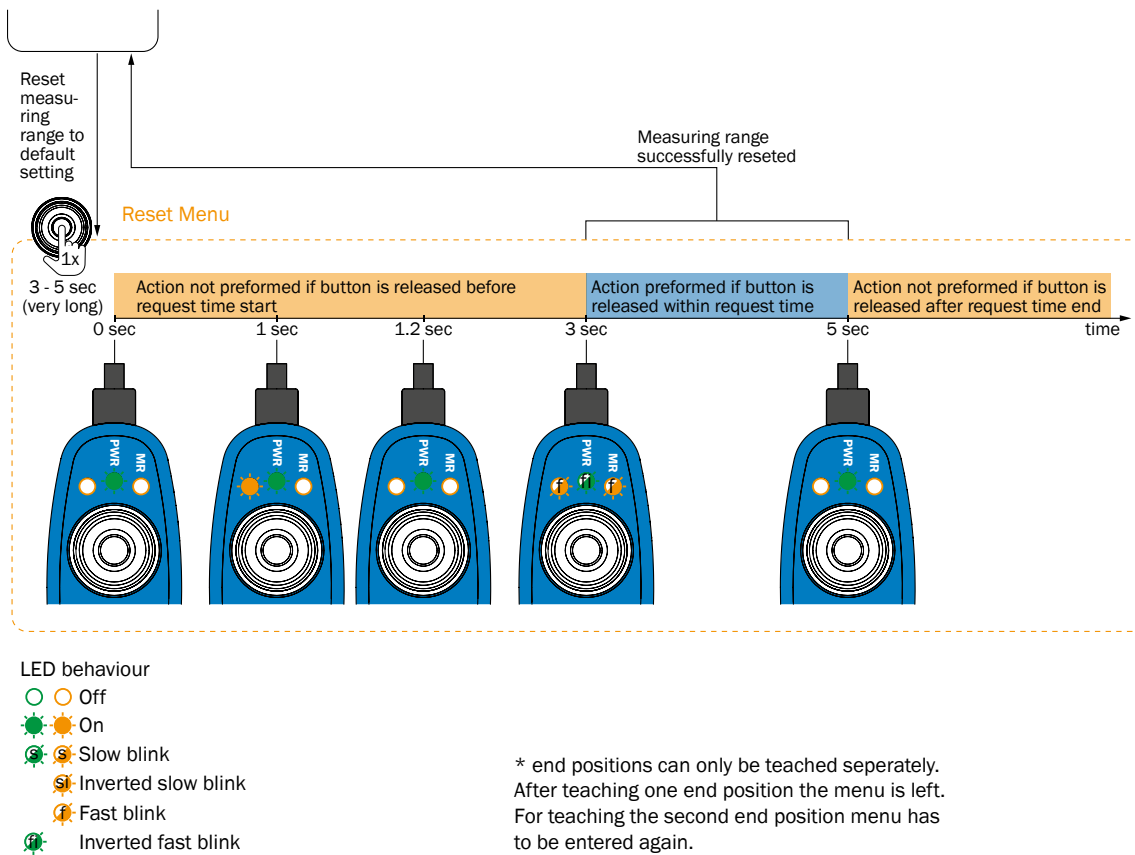 Reset
measu-
ring
range to
default
setting
Measuring range
successfully reseted
Reset Menu
1x
3 - 5 sec
(very long)
Action not preformed if button is released before
request time start
Action preformed if button is
released within request time
Action not preformed if button is
released after request time end
0 sec
1 sec
1.2 sec
3 sec
5 sec
time
PWR
MR
PWR
MR
PWR
MR
PWR
MR
f
fi
f
PWR
MR
LED behaviour
Off
On
s s Slow blink
si Inverted slow blink
f Fast blink
fi Inverted fast blink
* end positions can only be teached seperately.
After teaching one end position the menu is left.
For teaching the second end position menu has
to be entered again.